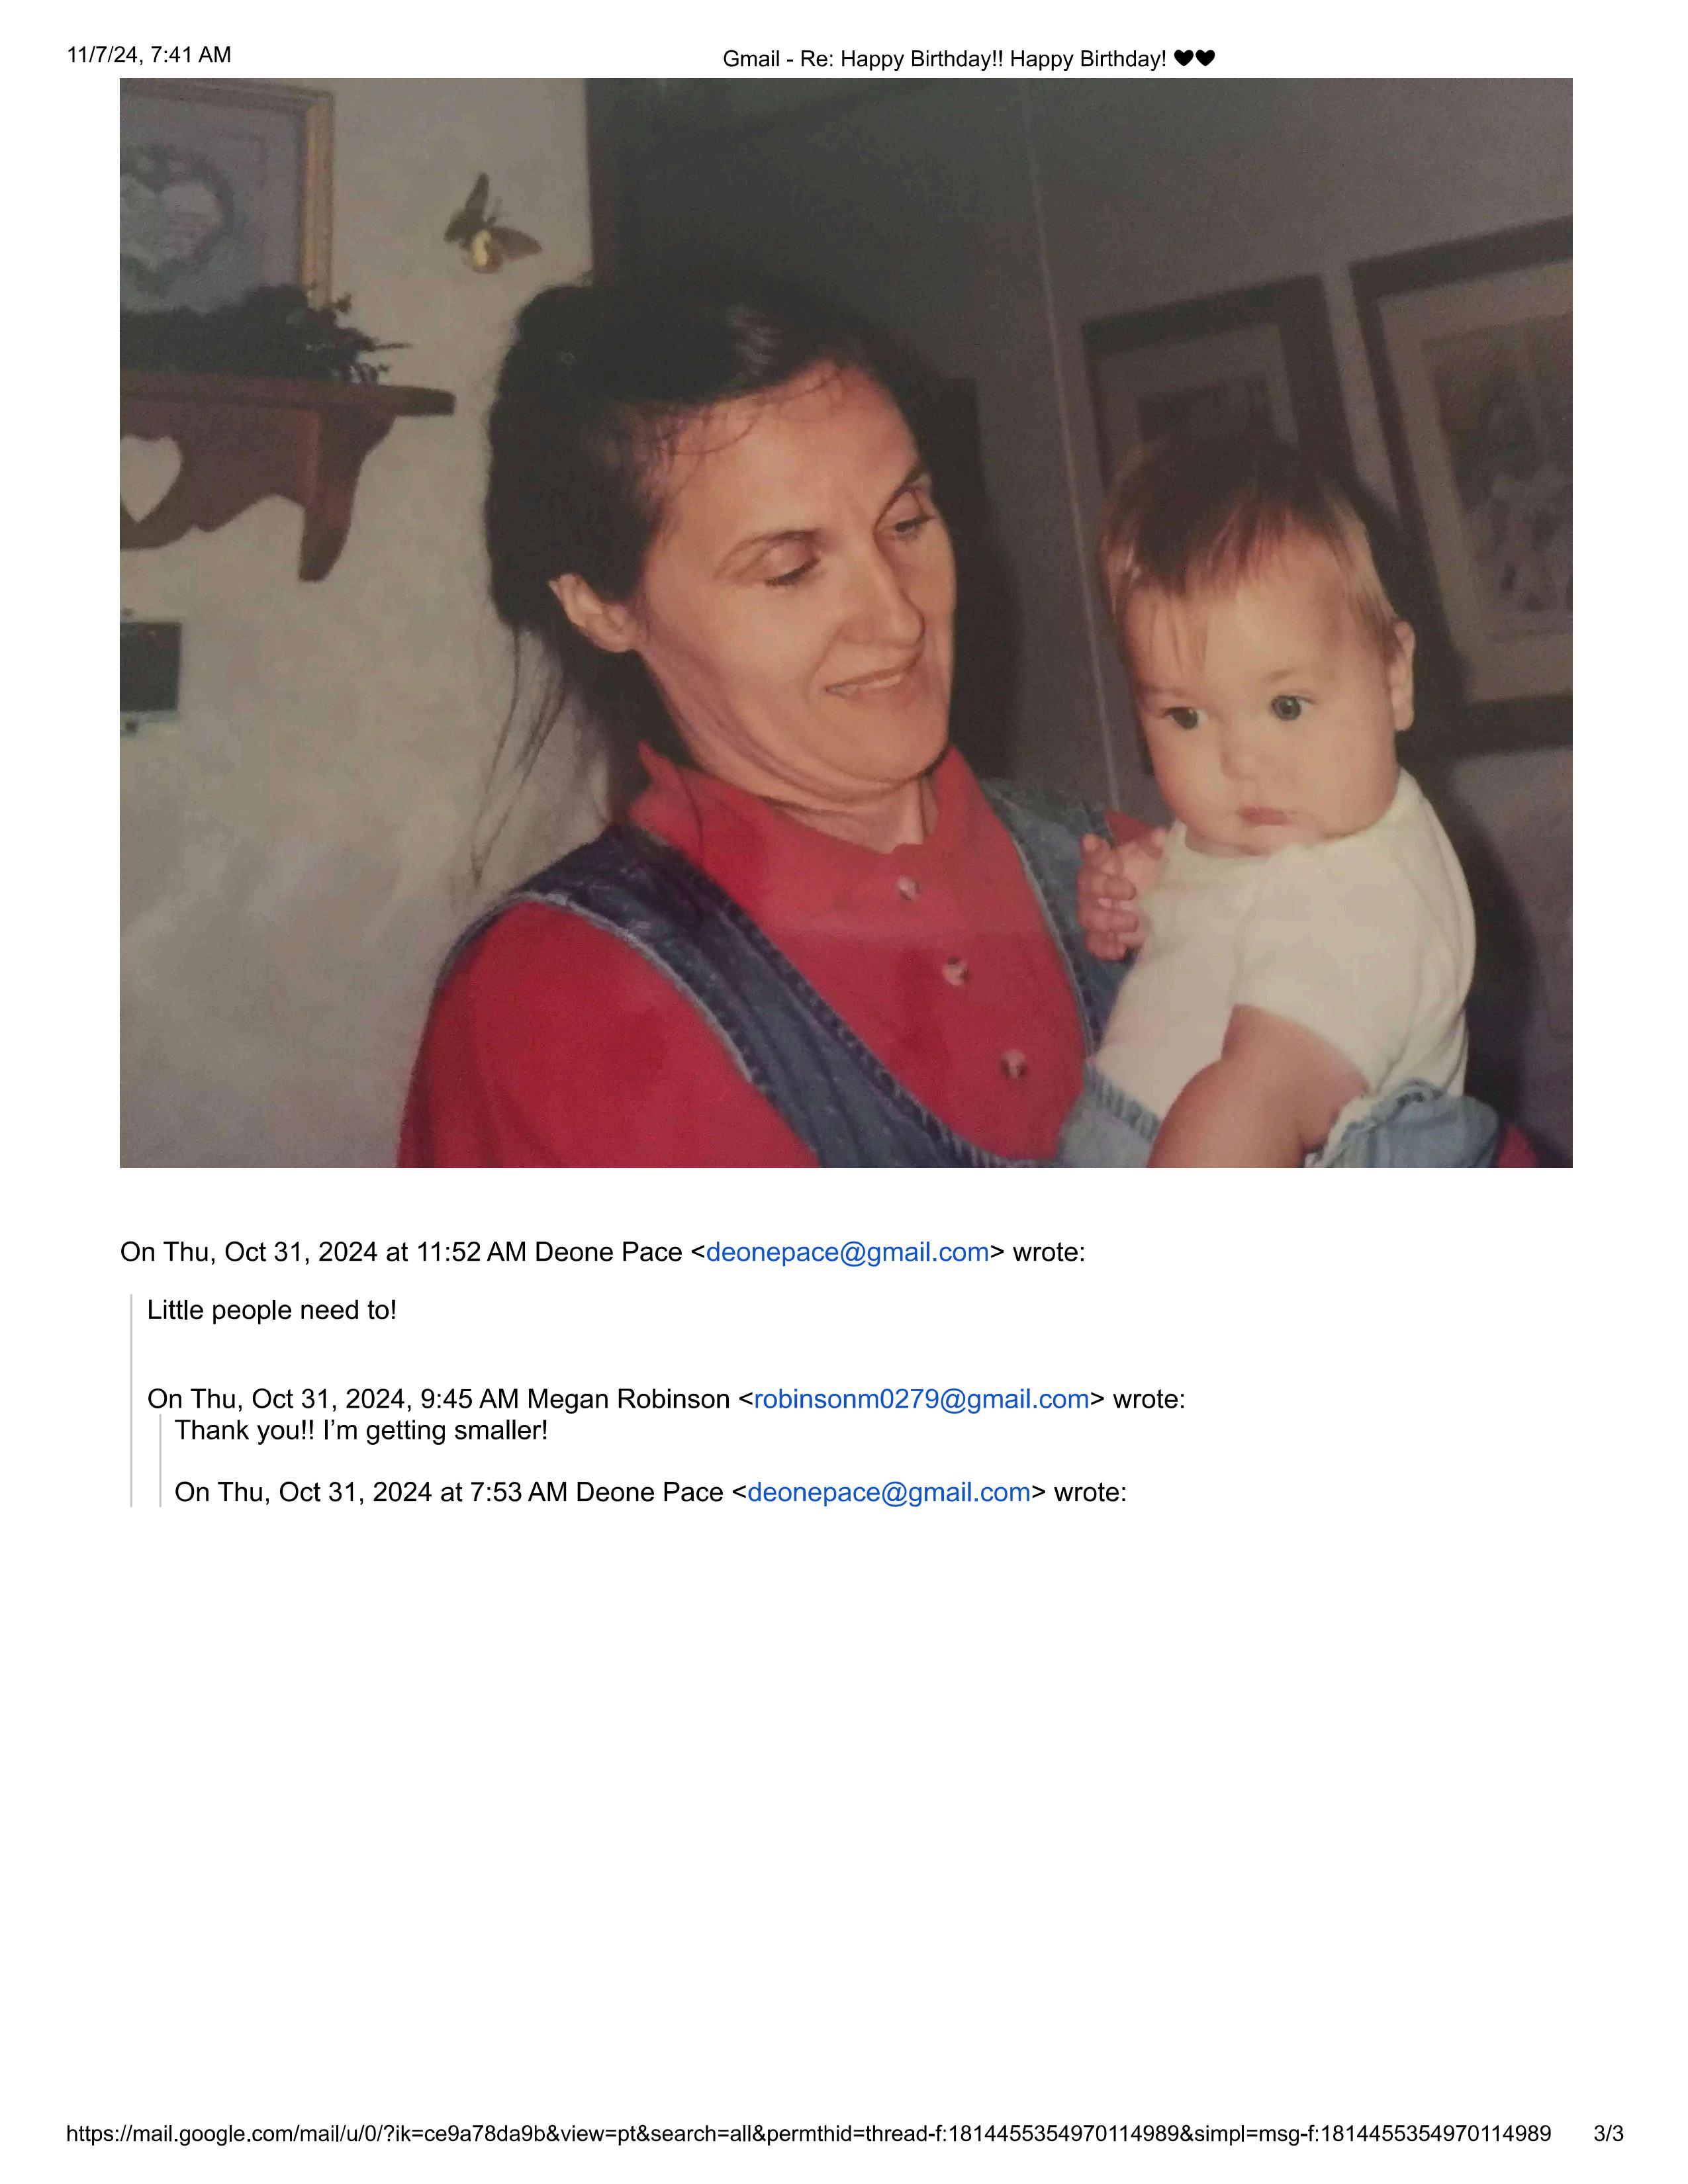 11/7/24, 7:41 AM
Gmail - Re: Happy Birthday!! Happy Birthday! 🖤🖤
On Thu, Oct 31, 2024 at 11:52 AM Deone Pace <deonepace@gmail.com> wrote:
Little people need to!
On Thu, Oct 31, 2024, 9:45 AM Megan Robinson <robinsonm0279@gmail.com> wrote:
Thank you!! I’m getting smaller!
On Thu, Oct 31, 2024 at 7:53 AM Deone Pace <deonepace@gmail.com> wrote:
https://mail.google.com/mail/u/0/?ik=ce9a78da9b&view=pt&search=all&permthid=thread-f:1814455354970114989&simpl=msg-f:1814455354970114989 3/3